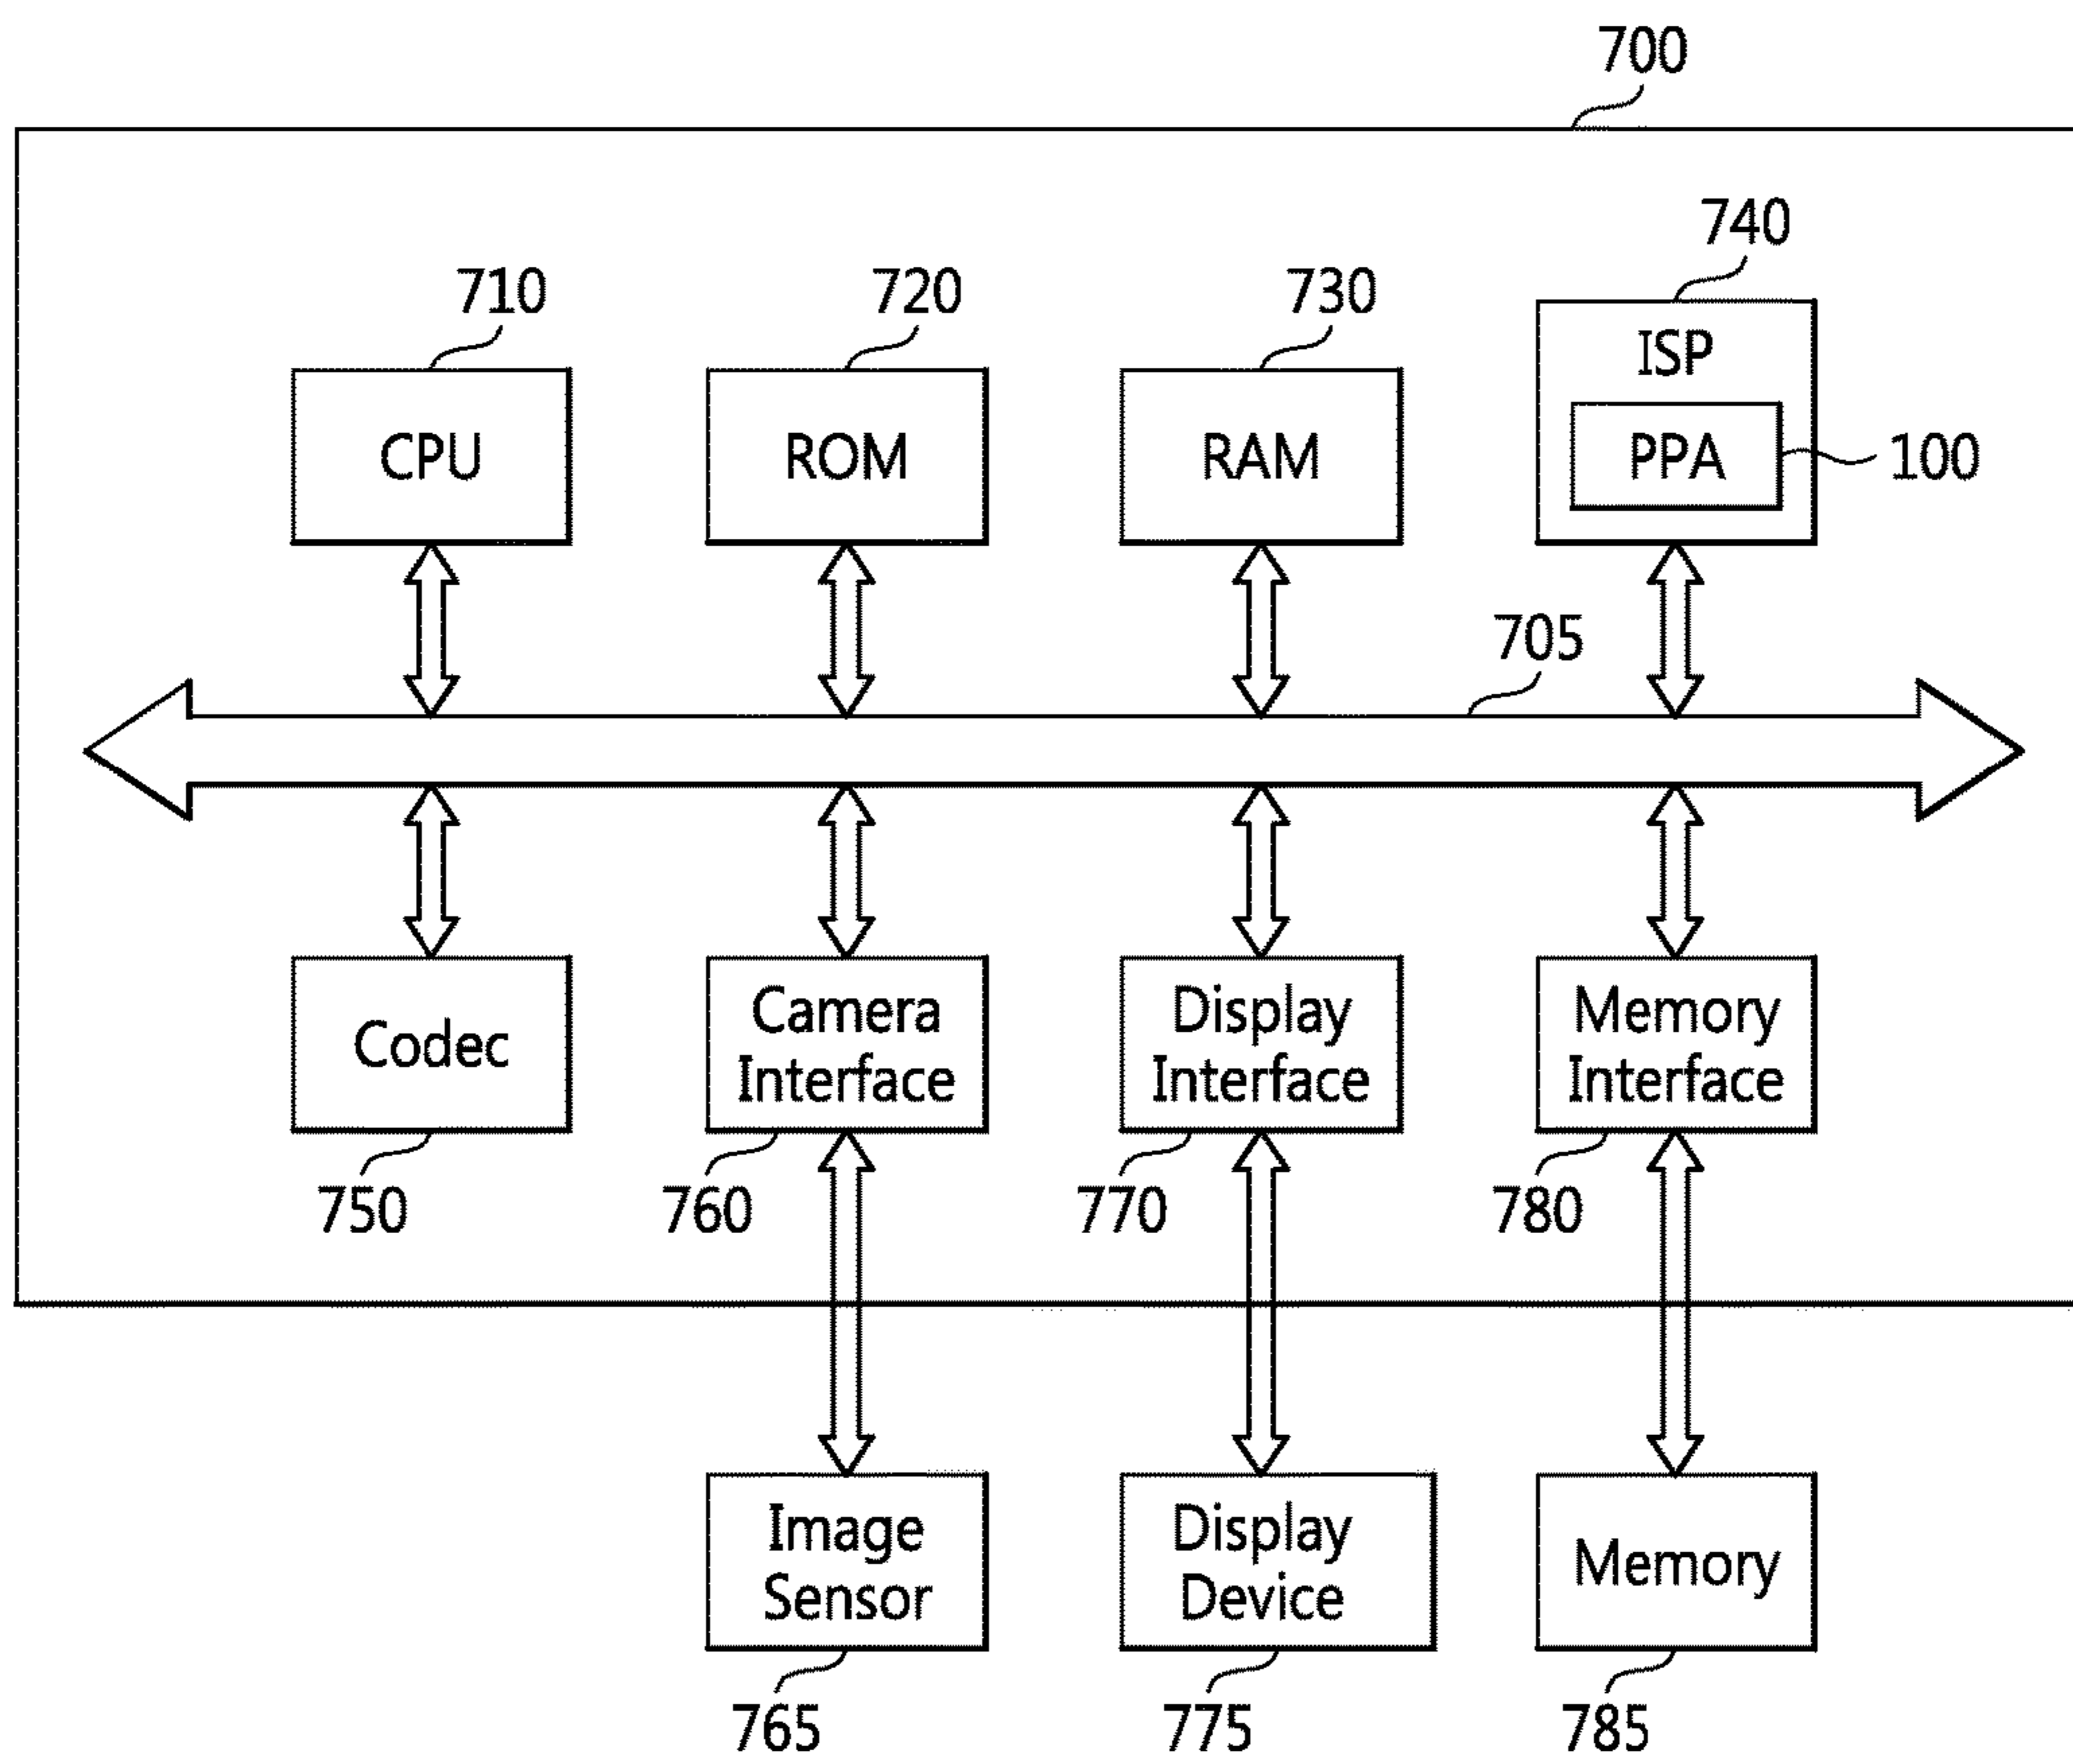 700
740
710
720
730
ISP
CPU
ROM
RAM
PPA
100
705
Codec
Camera
Interface
Display
Interface
Memory
Interface
750
760
770
780
Image
Sensor
Display
Device
Memory
765
775
785